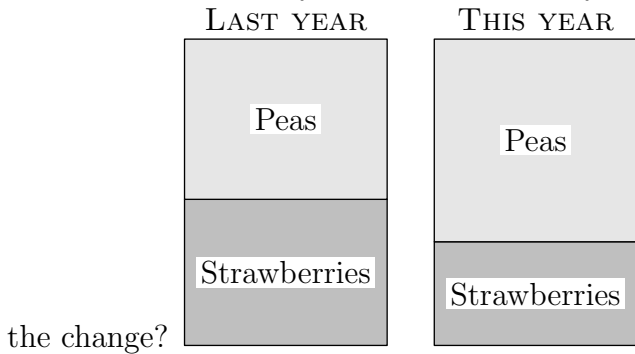 LAST YEAR THIS YEAR
Peas Peas
Strawberries Strawberries
the change?